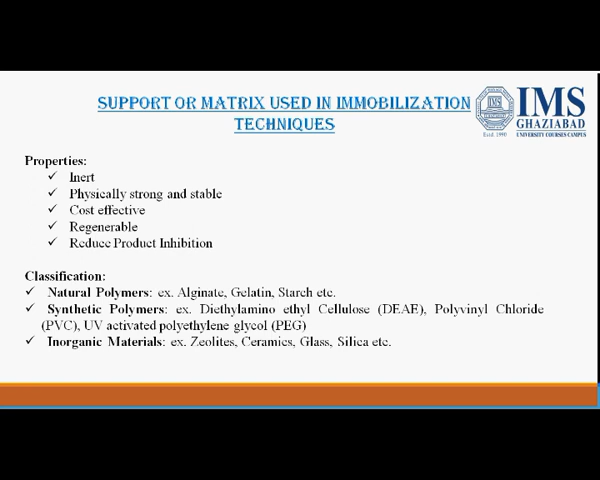 SUPPORT OR MATRIX USED IN IMMOBILIZATION
TECHNIQUES
IMS
GHAZIABAD
UNIVERSITY COURSES CAMPUS
Estd. 1990
Properties:
✓ Inert
✓ Physically strong and stable
✓ Cost effective
✓ Regenerable
✓ Reduce Product Inhibition
Classification:
✓ Natural Polymers: ex. Alginate, Gelatin, Starch etc.
✓ Synthetic Polymers: ex. Diethylamino ethyl Cellulose (DEAE), Polyvinyl Chloride
(PVC), UV activated polyethylene glycol (PEG)
✓ Inorganic Materials: ex. Zeolites, Ceramics, Glass, Silica etc.